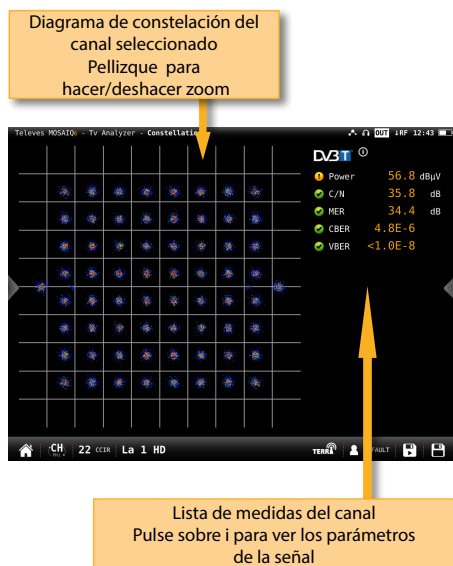 Diagrama de constelación del
canal seleccionado
Pellizque para
hacer/deshacer zoom
Televes MOSAIQ6 - Tv Analyzer - Constellatio
OUT ↓RF 12:43
DVB T i
Power 56.8 dBµV
C/N 35.8 dB
MER 34.4 dB
CBER 4.8E-6
VBER <1.0E-8
CH 22 CCIR La 1 HD TERR FAULT
Lista de medidas del canal
Pulse sobre i para ver los parámetros
de la señal